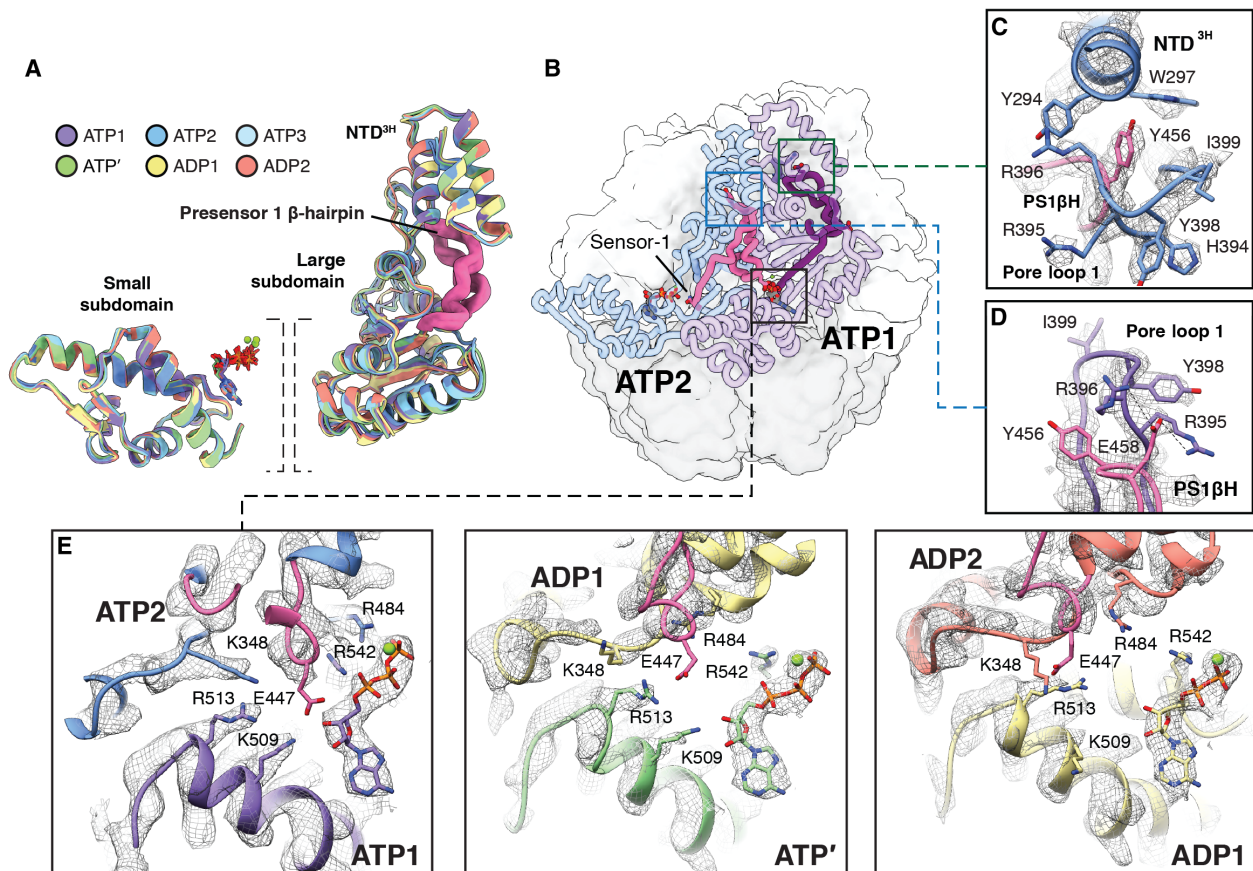 A
ATP1
ATP2
ATP3
ATP′
ADP1
ADP2
NTD³ᴴ
Presensor 1 β-hairpin
Large
subdomain
Small
subdomain
B
Sensor-1
ATP1
ATP2
C
NTD³ᴴ
W297
Y294
Y456
I399
R396
PS1βH
Y398
R395
H394
Pore loop 1
D
I399
Pore loop 1
Y398
R396
R395
Y456
E458
PS1βH
E
ATP2
R484
K348
R542
R513
E447
K509
ATP1
ADP1
R484
K348
E447
R542
R513
K509
ATP′
ADP2
R484
R542
K348
E447
R513
K509
ADP1